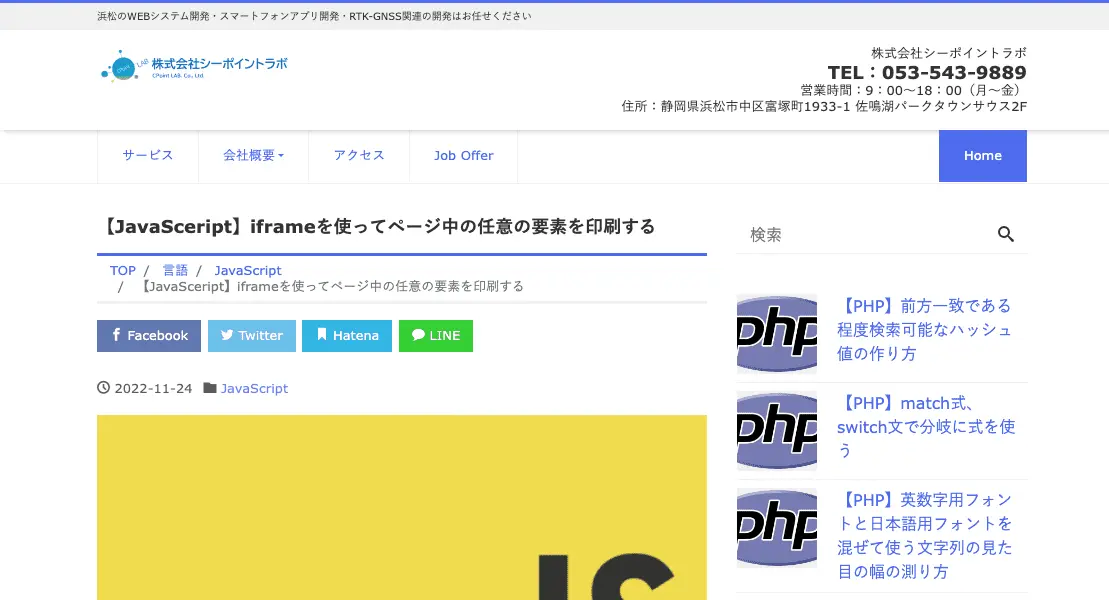 浜松のWEBシステム開発・スマートフォンアプリ開発・RTK-GNSS関連の開発はお任せください
CPoint
LAB
株式会社シーポイントラボ
CPoint LAB. Co., Ltd.
株式会社シーポイントラボ
TEL：053-543-9889
営業時間：9：00～18：00（月～金）
住所：静岡県浜松市中区富塚町1933-1 佐鳴湖パークタウンサウス2F
サービス
会社概要
アクセス
Job Offer
Home
【JavaSceript】iframeを使ってページ中の任意の要素を印刷する
TOP / 言語 / JavaScript
/ 【JavaSceript】iframeを使ってページ中の任意の要素を印刷する
Facebook
Twitter
Hatena
LINE
2022-11-24 JavaScript
JS
検索
php
【PHP】前方一致である
程度検索可能なハッシュ
値の作り方
php
【PHP】match式、
switch文で分岐に式を使
う
php
【PHP】英数字用フォン
トと日本語用フォントを
混ぜて使う文字列の見た
目の幅の測り方